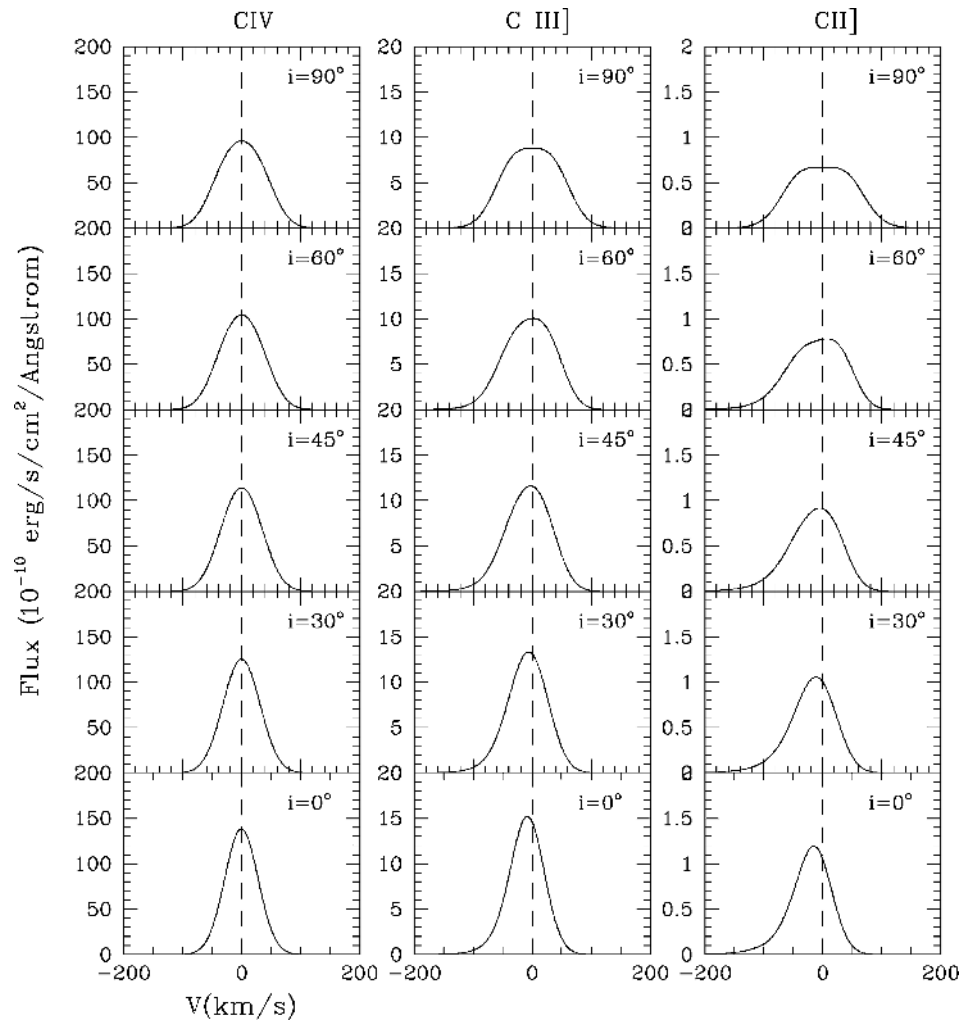 CIV C III] CII]
200 20 2
i=90° i=90° i=90°
150 15 1.5
100 10 1
50 5 0.5
200 20 2
i=60° i=60° i=60°
150 15 1.5
100 10 1
50 5 0.5
200 20 2
i=45° i=45° i=45°
150 15 1.5
100 10 1
50 5 0.5
200 20 2
i=30° i=30° i=30°
150 15 1.5
100 10 1
50 5 0.5
200 20 2
i=0° i=0° i=0°
150 15 1.5
100 10 1
50 5 0.5
0 0 0
-200 0 200 -200 0 200 -200 0 200
V(km/s)
Flux (10⁻¹⁰ erg/s/cm²/Angstrom)